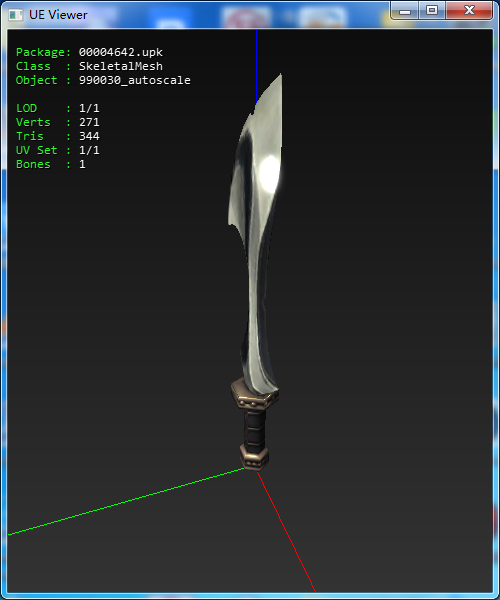 UE Viewer
Package: 00004642.upk
Class : SkeletalMesh
Object : 990030_autoscale
LOD : 1/1
Verts : 271
Tris : 344
UV Set : 1/1
Bones : 1